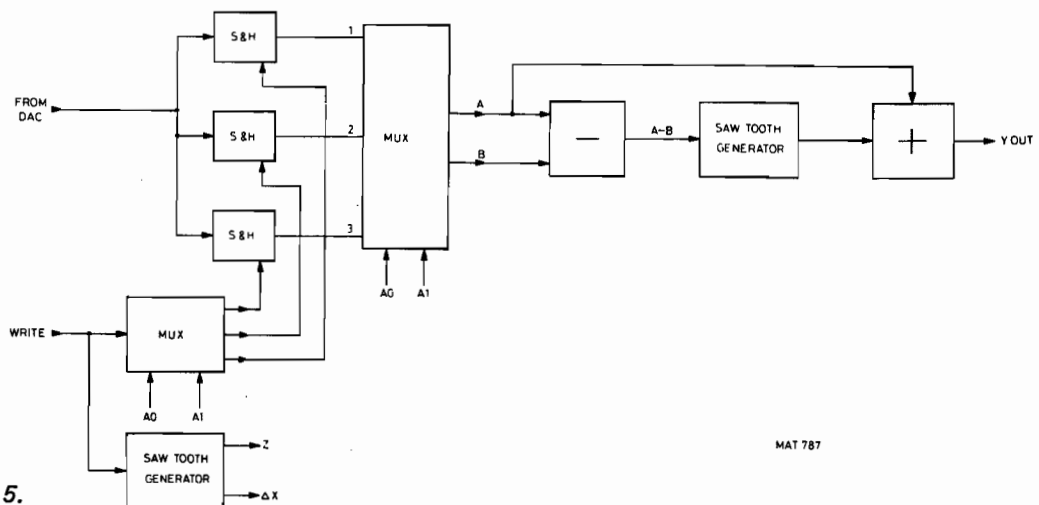 S&H
1
FROM
DAC
S&H
2
MUX
A
B
−
A-B
SAW TOOTH
GENERATOR
+
Y OUT
S&H
3
A0 A1
WRITE
MUX
A0 A1
SAW TOOTH
GENERATOR
Z
ΔX
MAT 787
5.